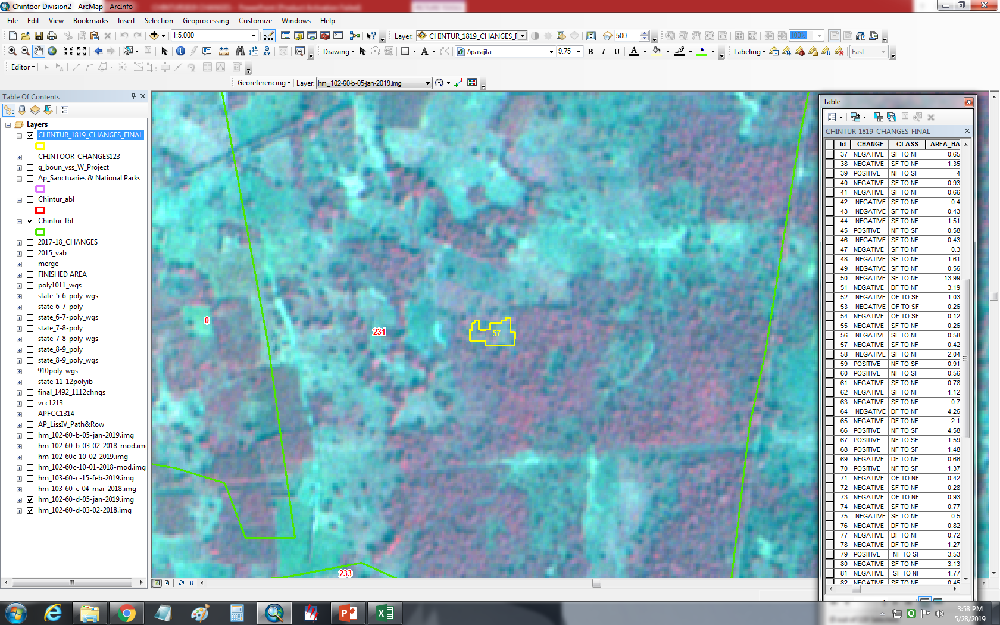 Chintoor Division2 - ArcMap - ArcInfo
File Edit View Bookmarks Insert Selection Geoprocessing Customize Windows Help
1:5,000
Layer: CHINTUR_1819_CHANGES_F
500
100%
Drawing
Aparajita
9.75
B I U A
Labeling
Fast
Editor
Georeferencing Layer: hm_102-60-b-05-jan-2019.img
Table Of Contents
Layers
CHINTUR_1819_CHANGES_FINAL
CHINTOOR_CHANGES123
g_boun_vss_W_Project
Ap_Sanctuaries & National Parks
Chintur_abl
Chintur_fbl
2017-18_CHANGES
2015_vab
merge
FINISHED AREA
poly1011_wgs
state_5-6-poly_wgs
state_6-7-poly
state_6-7-poly_wgs
state_7-8-poly
state_7-8-poly_wgs
state_8-9_poly
state_8-9_poly_wgs
910poly_wgs
state_11_12polyib
final_1492_1112chngs
vcc1213
APFCC1314
AP_LissIV_Path&Row
hm_102-60-b-05-jan-2019.img
hm_102-60-b-03-02-2018_mod.im
hm_102-60c-10-02-2019.img
hm_102-60c-10-01-2018-mod.img
hm_103-60-c-15-feb-2019.img
hm_103-60-c-04-mar-2018.img
hm_102-60-d-05-jan-2019.img
hm_102-60-d-03-02-2018.img
0
231
57
233
Table
CHINTUR_1819_CHANGES_FINAL
Id CHANGE CLASS AREA_HA
37 NEGATIVE SF TO NF 0.65
38 NEGATIVE SF TO NF 1.35
39 POSITIVE NF TO SF 4
40 NEGATIVE SF TO NF 0.93
41 NEGATIVE SF TO NF 0.66
42 NEGATIVE SF TO NF 0.4
43 NEGATIVE SF TO NF 0.43
44 NEGATIVE SF TO NF 1.51
45 POSITIVE NF TO SF 0.58
46 NEGATIVE SF TO NF 0.43
47 NEGATIVE SF TO NF 0.3
48 NEGATIVE SF TO NF 1.61
49 NEGATIVE SF TO NF 0.56
50 NEGATIVE SF TO NF 13.99
51 NEGATIVE DF TO NF 3.19
52 NEGATIVE OF TO SF 1.03
53 NEGATIVE OF TO SF 0.26
54 NEGATIVE OF TO SF 0.12
55 NEGATIVE SF TO NF 0.26
56 NEGATIVE SF TO NF 0.58
57 NEGATIVE SF TO NF 0.42
58 NEGATIVE SF TO NF 2.04
59 POSITIVE NF TO SF 0.91
60 POSITIVE NF TO SF 0.56
61 NEGATIVE SF TO NF 0.78
62 NEGATIVE SF TO NF 1.12
63 NEGATIVE SF TO NF 0.7
64 NEGATIVE DF TO NF 4.26
65 NEGATIVE DF TO NF 2.1
66 POSITIVE NF TO SF 4.58
67 POSITIVE NF TO SF 1.59
68 POSITIVE NF TO SF 1.48
69 NEGATIVE DF TO NF 0.66
70 POSITIVE NF TO SF 1.37
71 NEGATIVE OF TO NF 0.42
72 NEGATIVE SF TO NF 0.28
73 NEGATIVE OF TO NF 0.93
74 NEGATIVE SF TO NF 0.77
75 NEGATIVE SF TO NF 0.5
76 NEGATIVE DF TO NF 0.82
77 NEGATIVE DF TO NF 0.72
78 NEGATIVE DF TO NF 1.27
79 POSITIVE NF TO SF 3.53
80 NEGATIVE SF TO NF 3.13
81 NEGATIVE SF TO NF 1.77
82 NEGATIVE SF TO NF 0.45
3:58 PM
5/28/2019